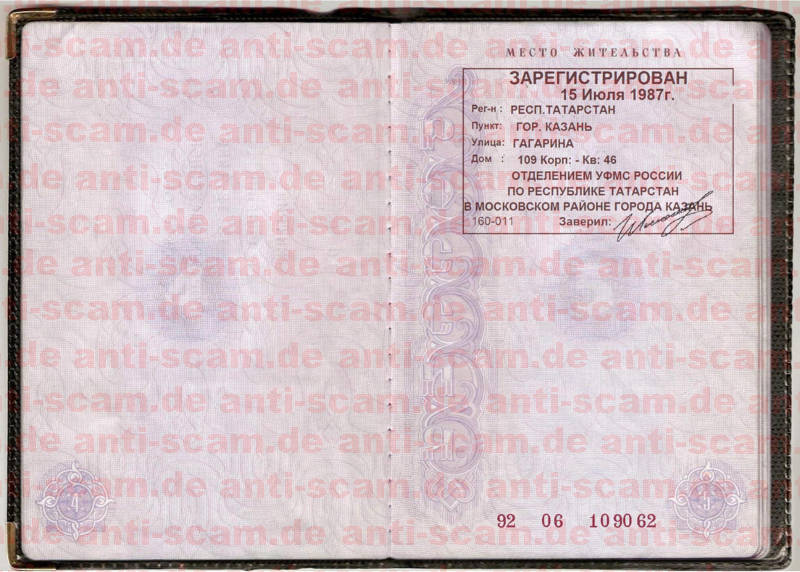 anti-scam.de anti-scam.de anti-scam.de
МЕСТО ЖИТЕЛЬСТВА
ЗАРЕГИСТРИРОВАН
15 Июля 1987г.
Рег-н : РЕСП.ТАТАРСТАН
Пункт: ГОР. КАЗАНЬ
Улица: ГАГАРИНА
Дом : 109 Корп: - Кв: 46
ОТДЕЛЕНИЕМ УФМС РОССИИ
ПО РЕСПУБЛИКЕ ТАТАРСТАН
В МОСКОВСКОМ РАЙОНЕ ГОРОДА КАЗАНЬ
160-011 Заверил:
4 5
92 06 109062